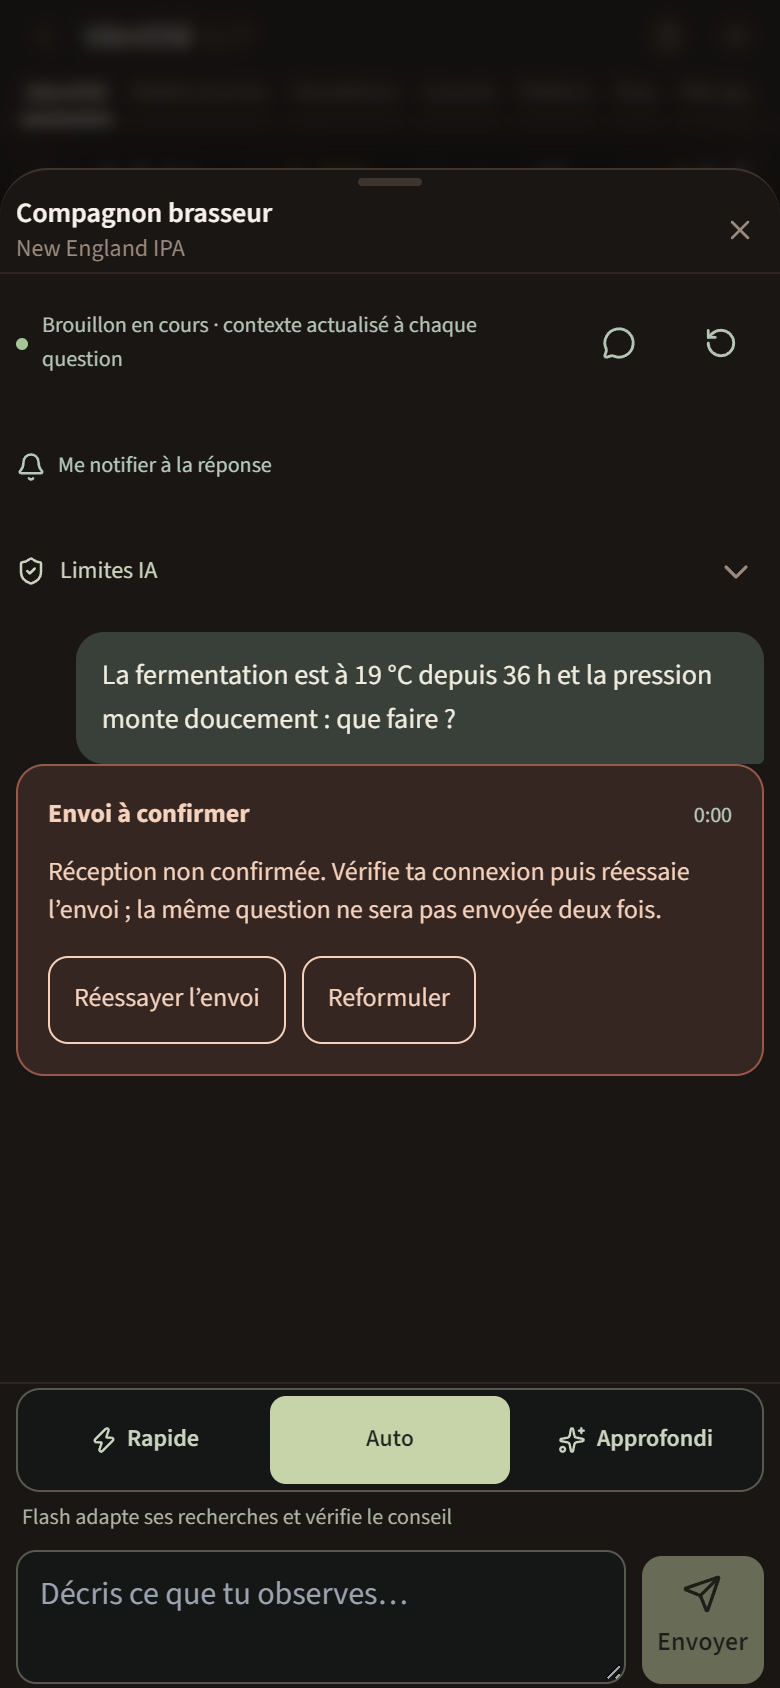 Compagnon brasseur
New England IPA
Brouillon en cours · contexte actualisé à chaque
question
Me notifier à la réponse
Limites IA
La fermentation est à 19 °C depuis 36 h et la pression
monte doucement : que faire ?
Envoi à confirmer
0:00
Réception non confirmée. Vérifie ta connexion puis réessaie
l’envoi ; la même question ne sera pas envoyée deux fois.
Réessayer l’envoi
Reformuler
Rapide
Auto
Approfondi
Flash adapte ses recherches et vérifie le conseil
Décris ce que tu observes…
Envoyer